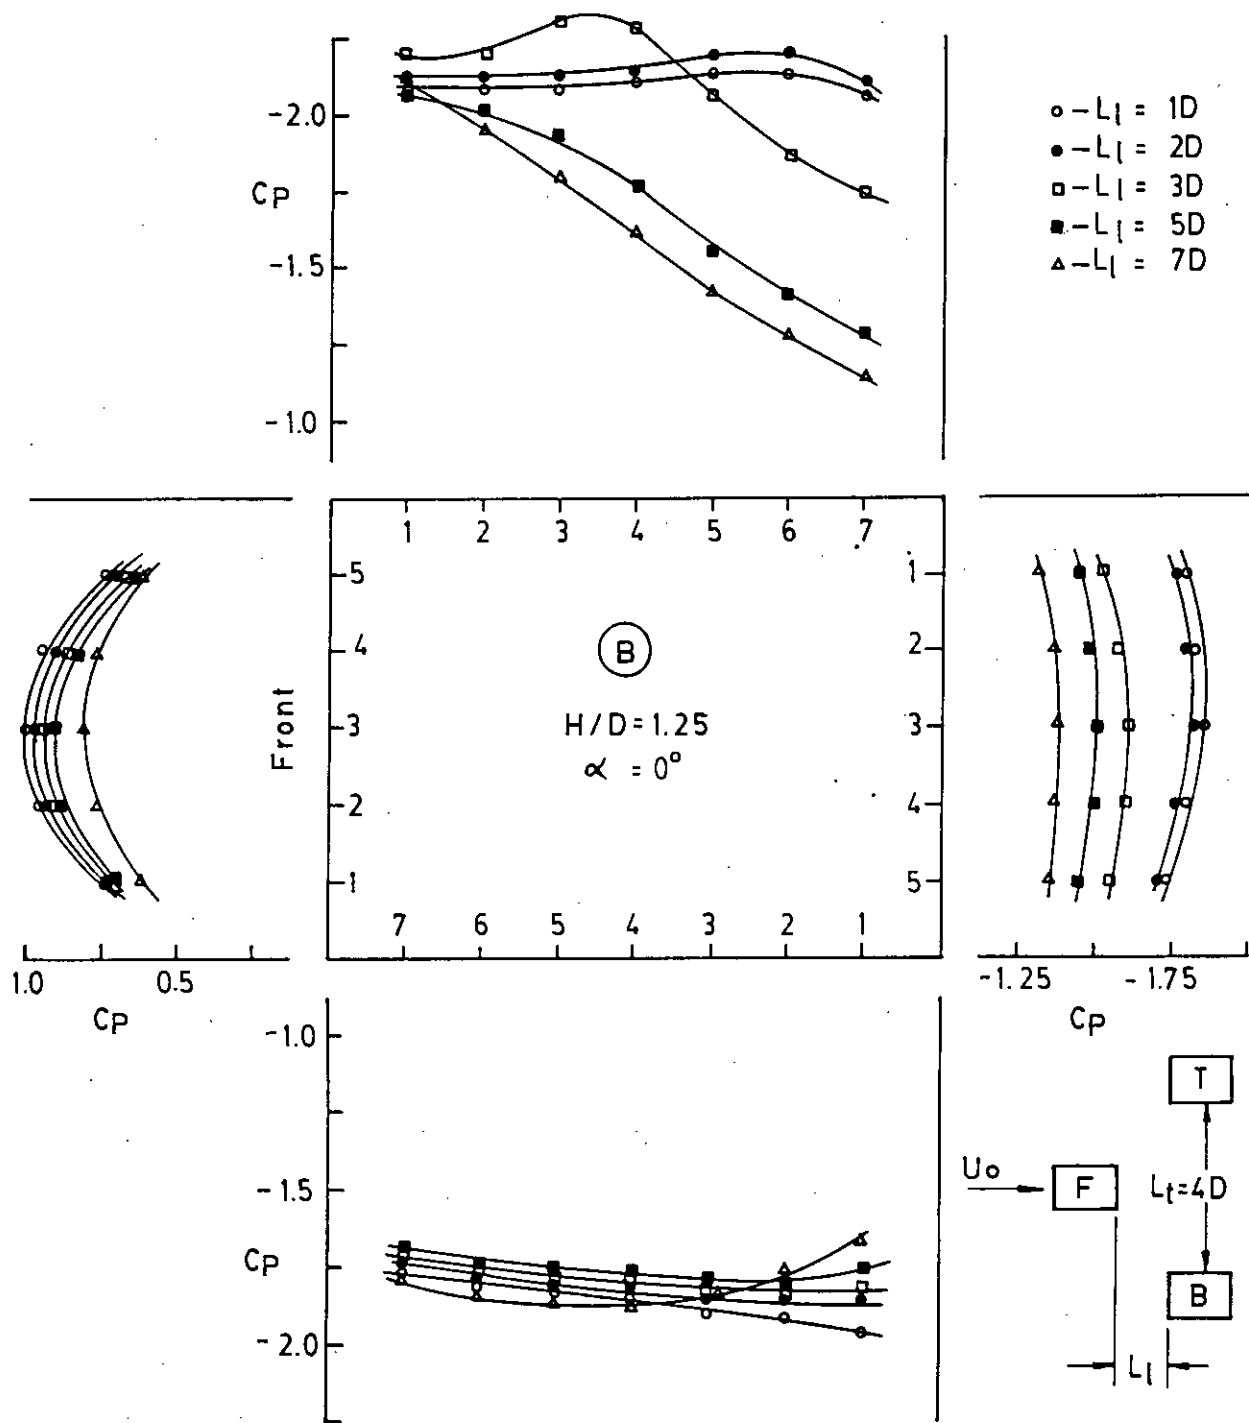 -2.0
CP
-1.5
-1.0
o -Ll = 1D
● -Ll = 2D
□ -Ll = 3D
■ -Ll = 5D
△ -Ll = 7D
1 2 3 4 5 6 7
5
4
3
2
1
Front
B
H/D=1.25
α = 0°
1
2
3
4
5
7 6 5 4 3 2 1
1.0 0.5
CP
-1.25 -1.75
CP
-1.0
-1.5
CP
-2.0
T
Uo
F
Lt=4D
B
Ll